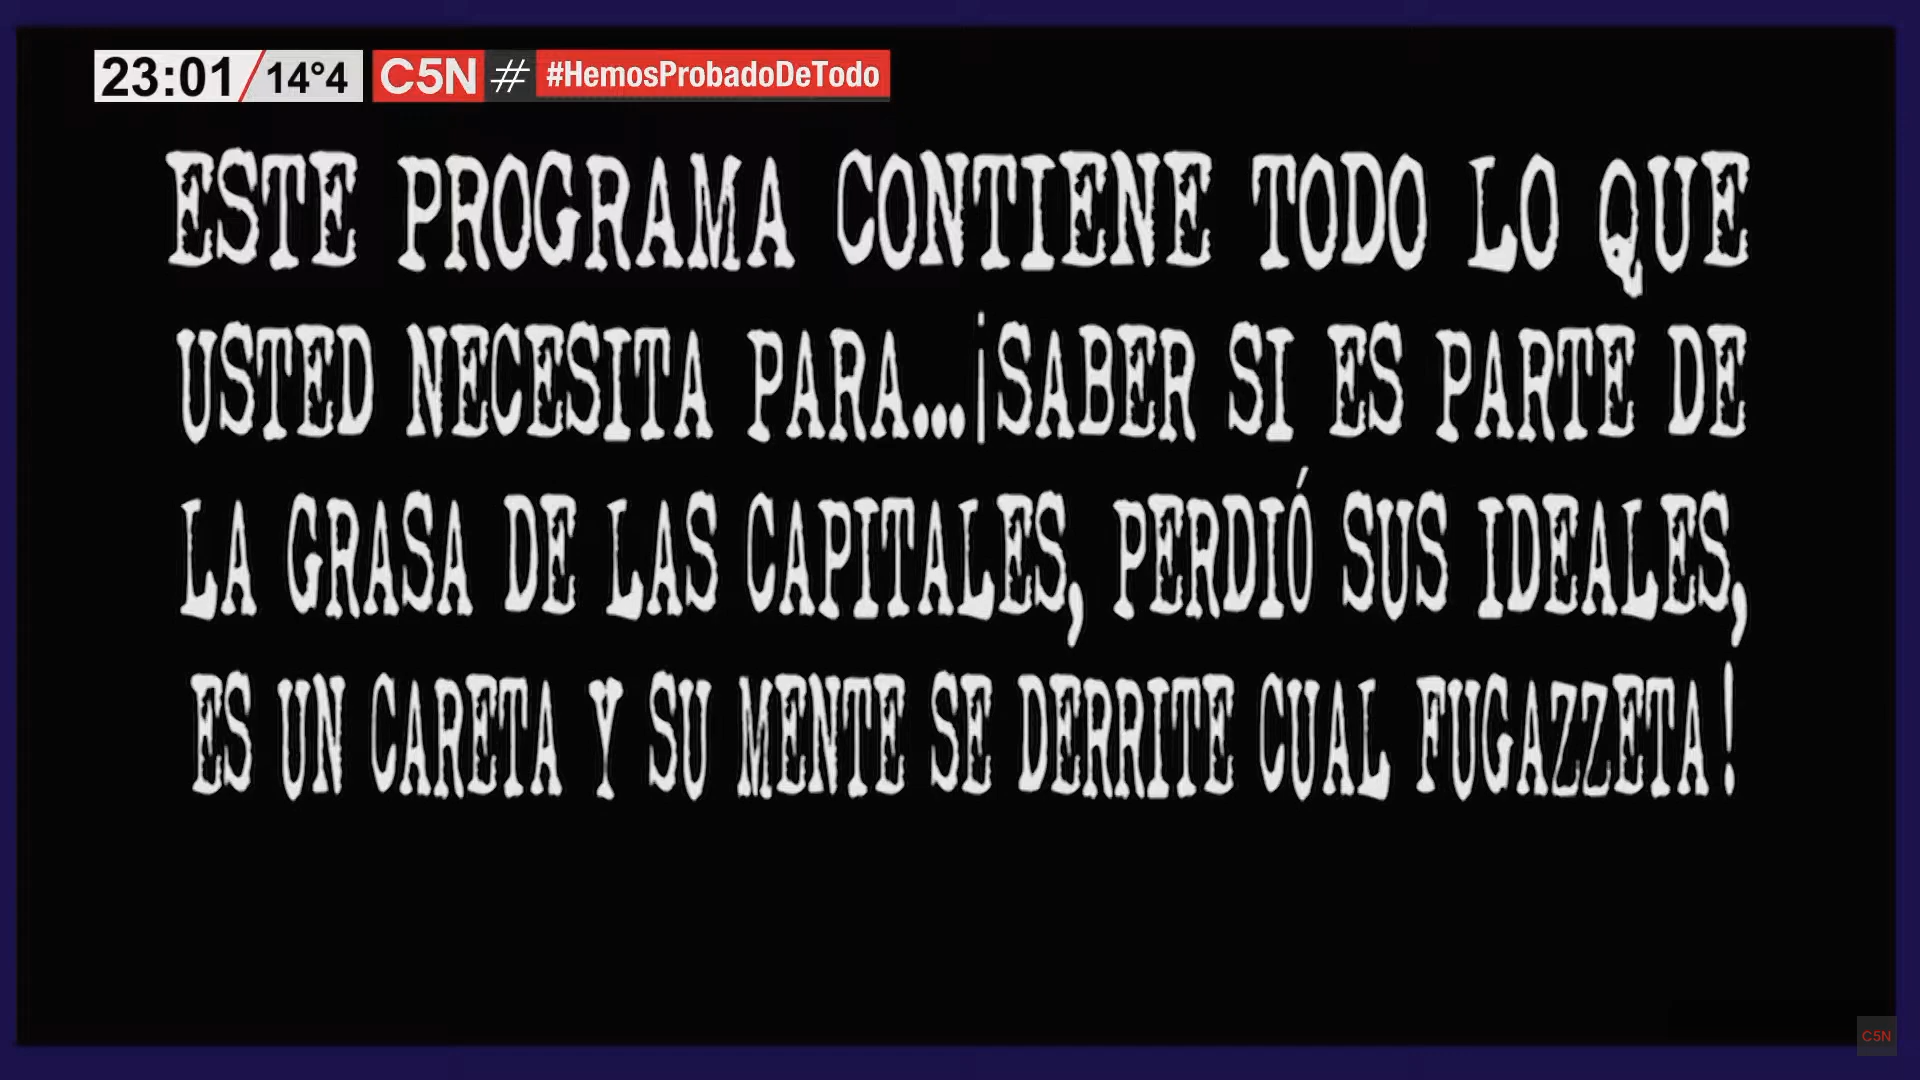 23:01 / 14°4 C5N # #HemosProbadoDeTodo
ESTE PROGRAMA CONTIENE TODO LO QUE
USTED NECESITA PARA...¡SABER SI ES PARTE DE
LA GRASA DE LAS CAPITALES, PERDIÓ SUS IDEALES,
ES UN CARETA Y SU MENTE SE DERRITE CUAL FUGAZZETA!
C5N